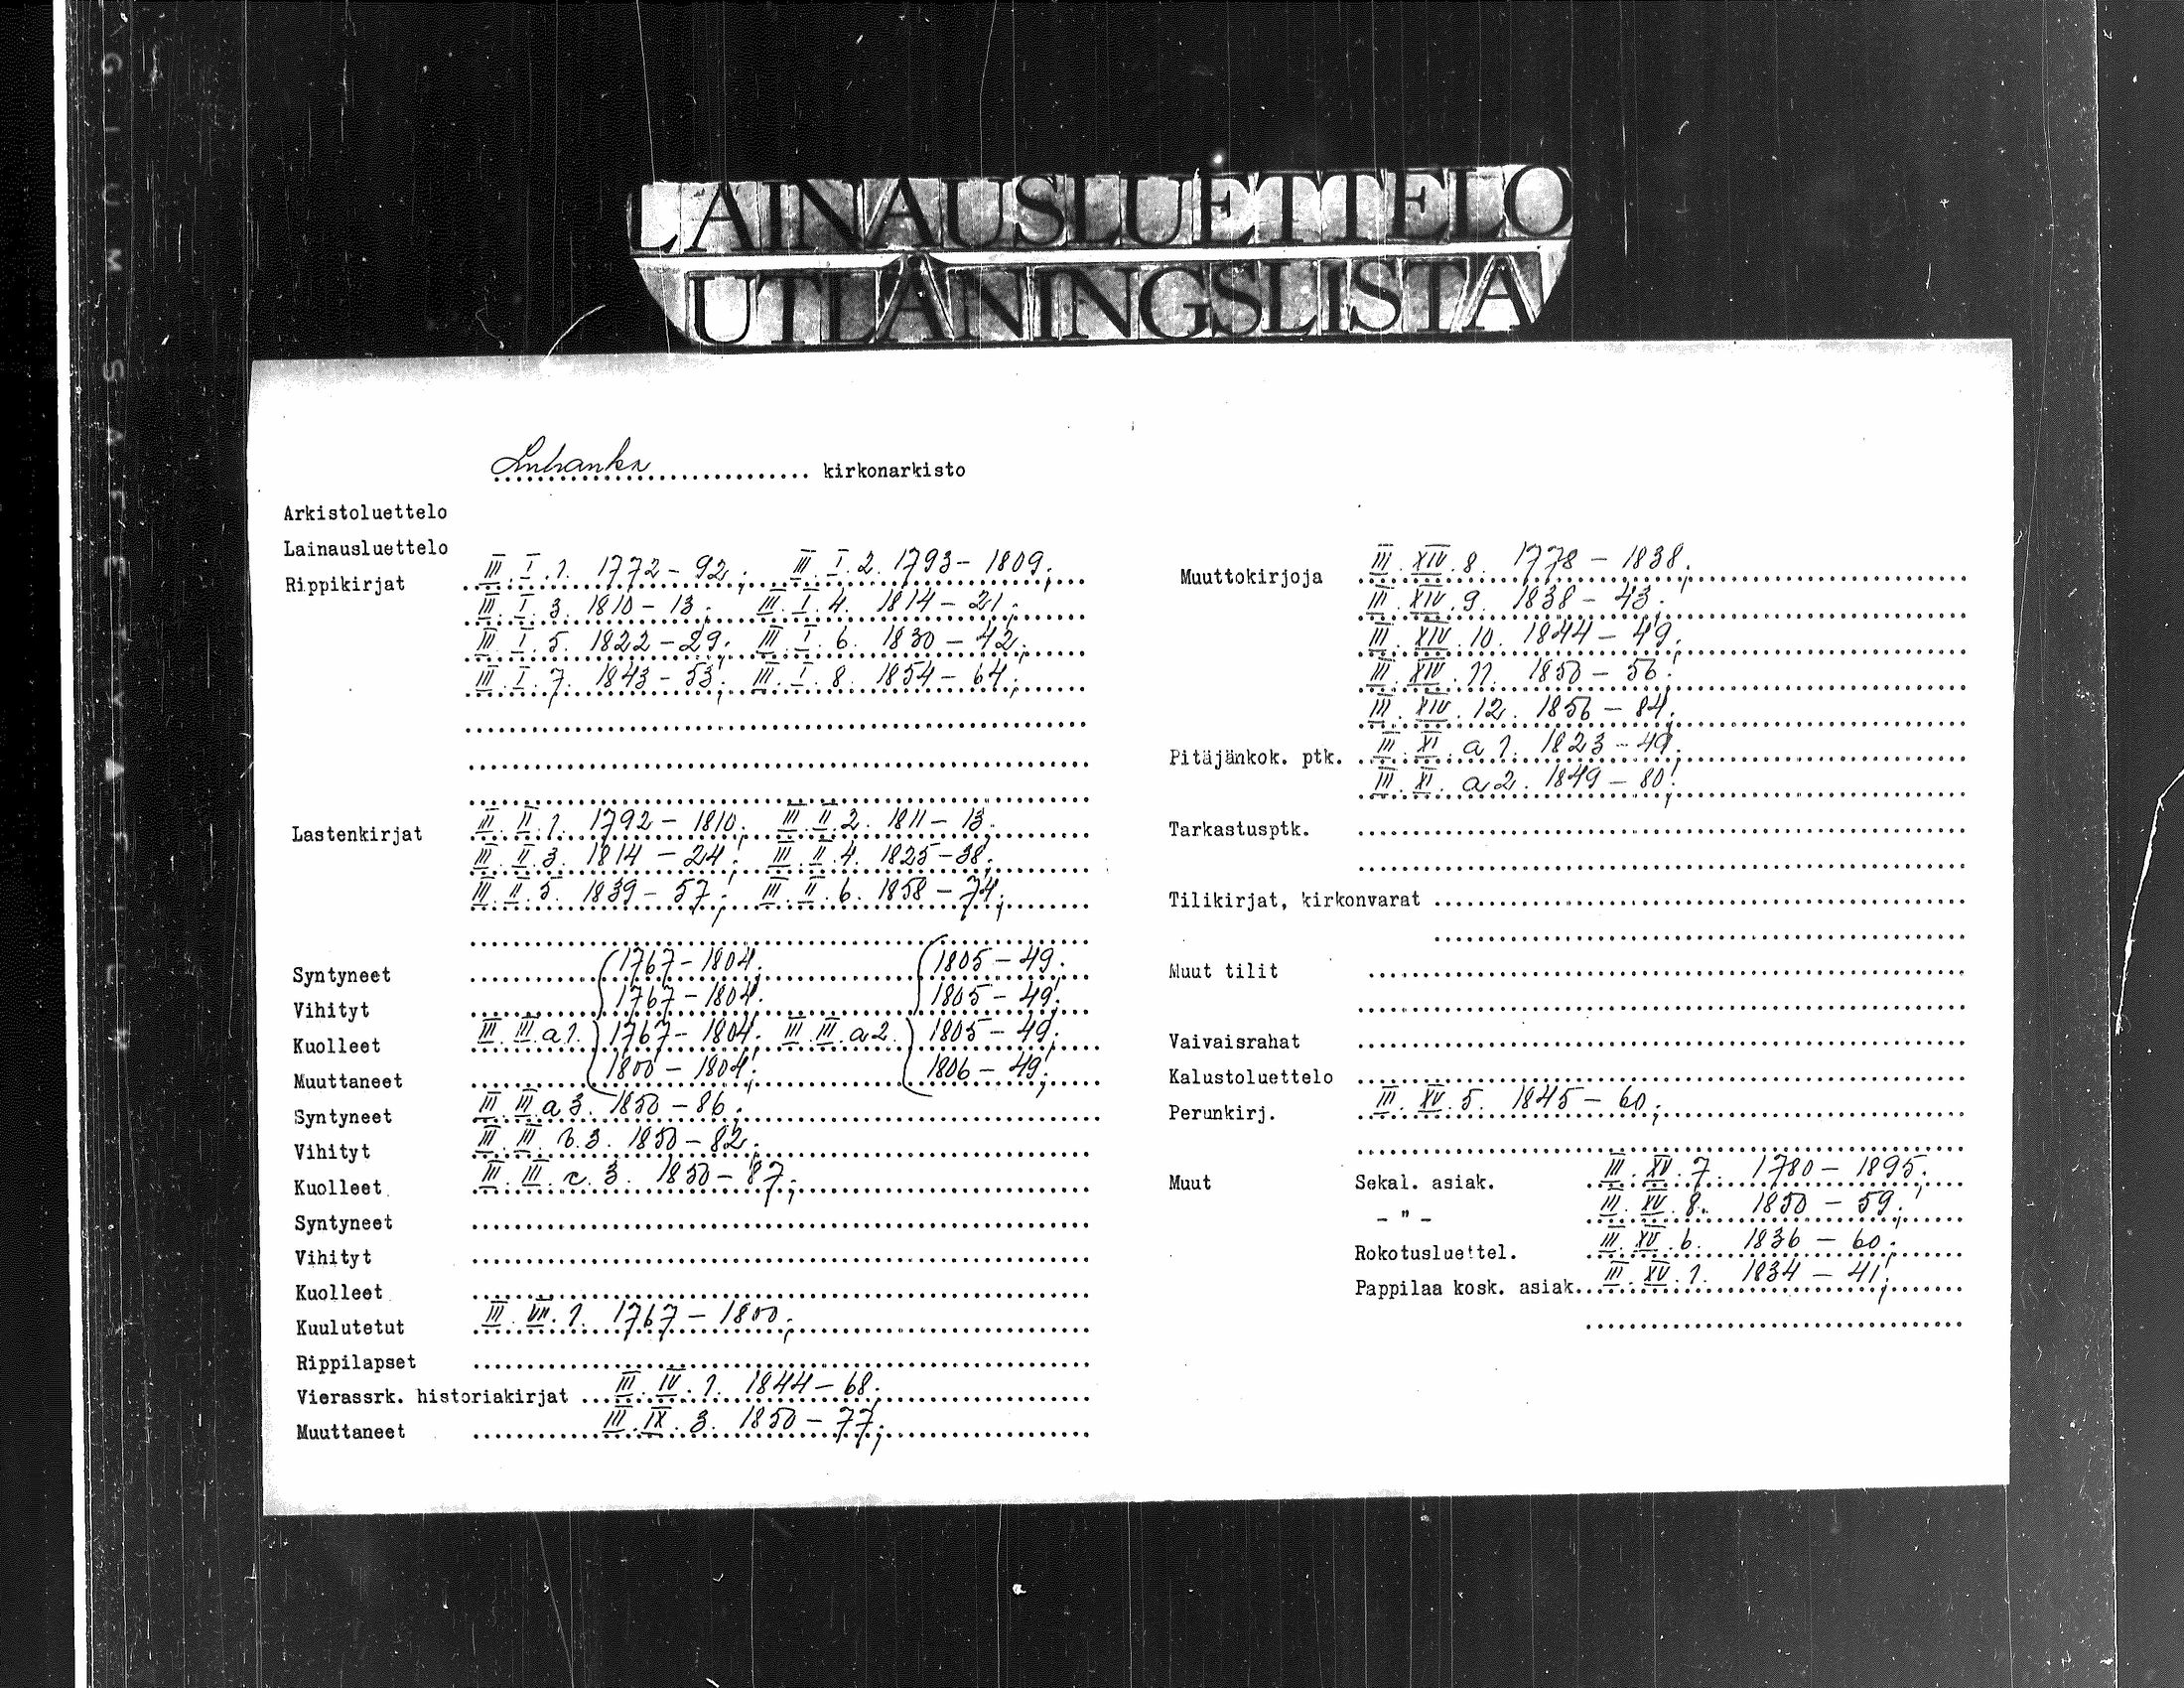 LAINAUSLUETTELO
UTLÅNINGSLISTA
Luhanka kirkonarkisto
Arkistoluettelo
Lainausluettelo
Rippikirjat III. I. 1. 1772-92; III. I. 2. 1793-1809;
III. I. 3. 1810-13; III. I. 4. 1814-21;
III. I. 5. 1822-29; III. I. 6. 1830-42;
III. I. 7. 1843-53; III. I. 8. 1854-64;
Lastenkirjat III. II. 1. 1792-1810; III. II. 2. 1811-13.
III. II. 3. 1814-24; III. II. 4. 1825-38;
III. II. 5. 1839-57; III. II. 6. 1858-74;
Syntyneet 1767-1804; 1805-49;
Vihityt 1767-1804; 1805-49;
Kuolleet III. III. a 1. 1767-1804; III. III. a 2. 1805-49;
Muuttaneet 1800-1804; 1806-49;
Syntyneet III. III a 3. 1850-86;
Vihityt III. III. b. 3. 1850-82;
Kuolleet III. III. c. 3. 1850-87;
Syntyneet
Vihityt
Kuolleet
Kuulutetut III. VII. 1. 1767-1800;
Rippilapset
Vierassrk. historiakirjat III. IV. 1. 1844-68;
Muuttaneet III. IX. 3. 1850-77;
Muuttokirjoja III. XIV. 8. 1778-1838;
III. XIV. 9. 1838-43;
III. XIV. 10. 1844-49;
III. XIV. 11. 1850-56;
III. XIV. 12. 1856-84;
Pitäjänkok. ptk. III. XI. a 1. 1823-49;
III. XI. a 2. 1849-80;
Tarkastusptk.
Tilikirjat, kirkonvarat
Muut tilit
Vaivaisrahat
Kalustoluettelo
Perunkirj. III. XV. 5. 1845-60;
Muut Sekal. asiak. III. XV. 7. 1780-1895;
- " - III. XV. 8. 1850-59;
Rokotusluettel. III. XV. 6. 1836-60;
Pappilaa kosk. asiak. III. XV. 1. 1834-41;
SAFETY ▲ FILM